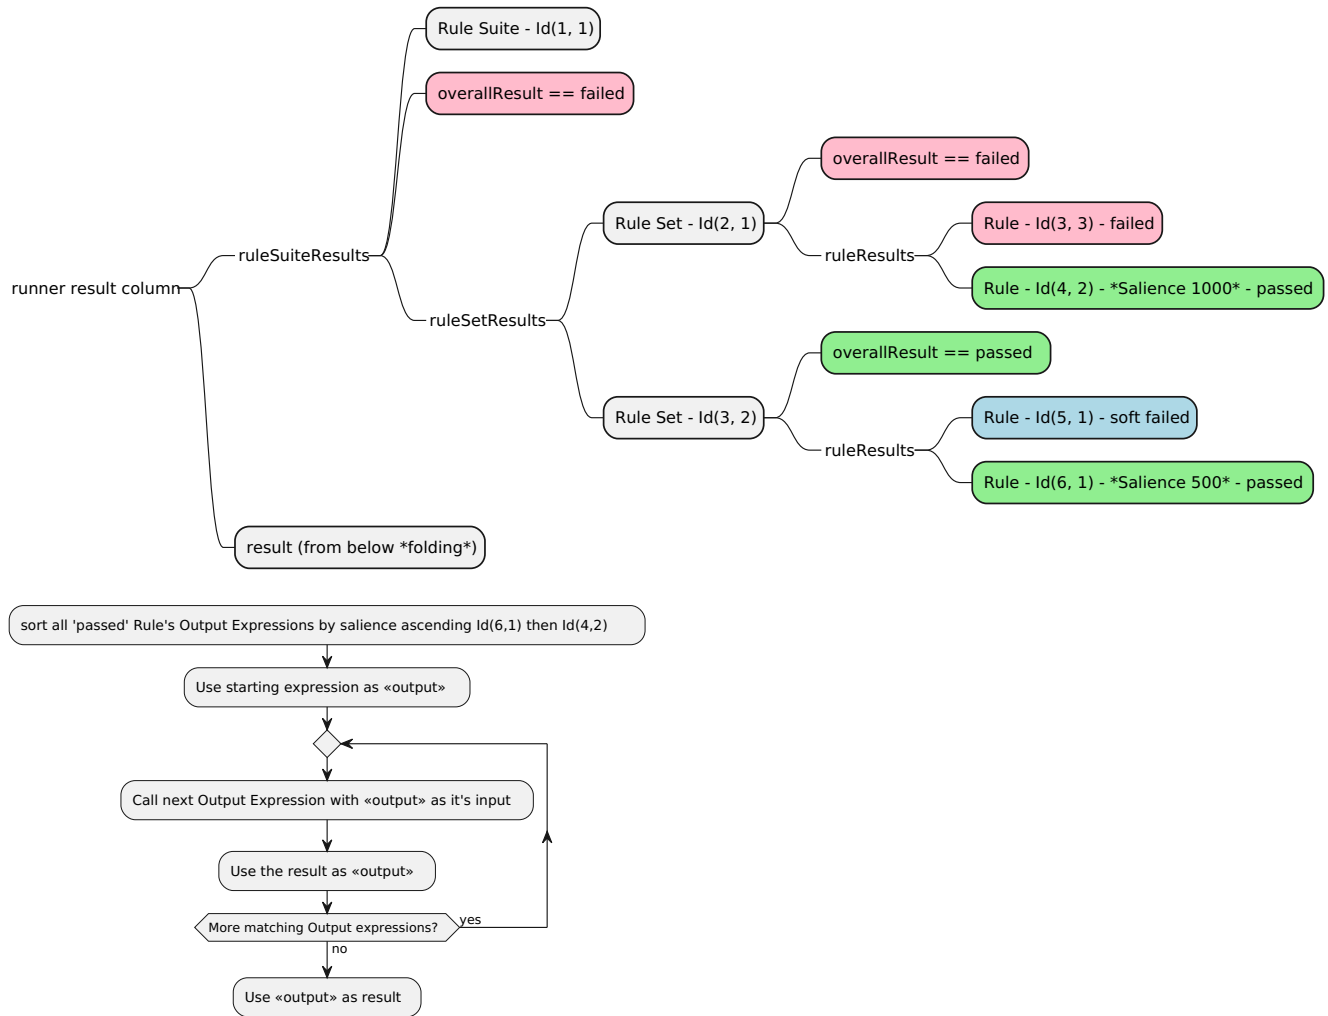 Rule Suite - Id(1, 1)
overallResult == failed
overallResult == failed
Rule Set - Id(2, 1)
Rule - Id(3, 3) - failed
ruleSuiteResults
ruleResults
runner result column
Rule - Id(4, 2) - *Salience 1000* - passed
ruleSetResults
overallResult == passed
Rule Set - Id(3, 2)
Rule - Id(5, 1) - soft failed
ruleResults
Rule - Id(6, 1) - *Salience 500* - passed
result (from below *folding*)
sort all 'passed' Rule's Output Expressions by salience ascending Id(6,1) then Id(4,2)
Use starting expression as «output»
Call next Output Expression with «output» as it's input
Use the result as «output»
More matching Output expressions?
yes
no
Use «output» as result